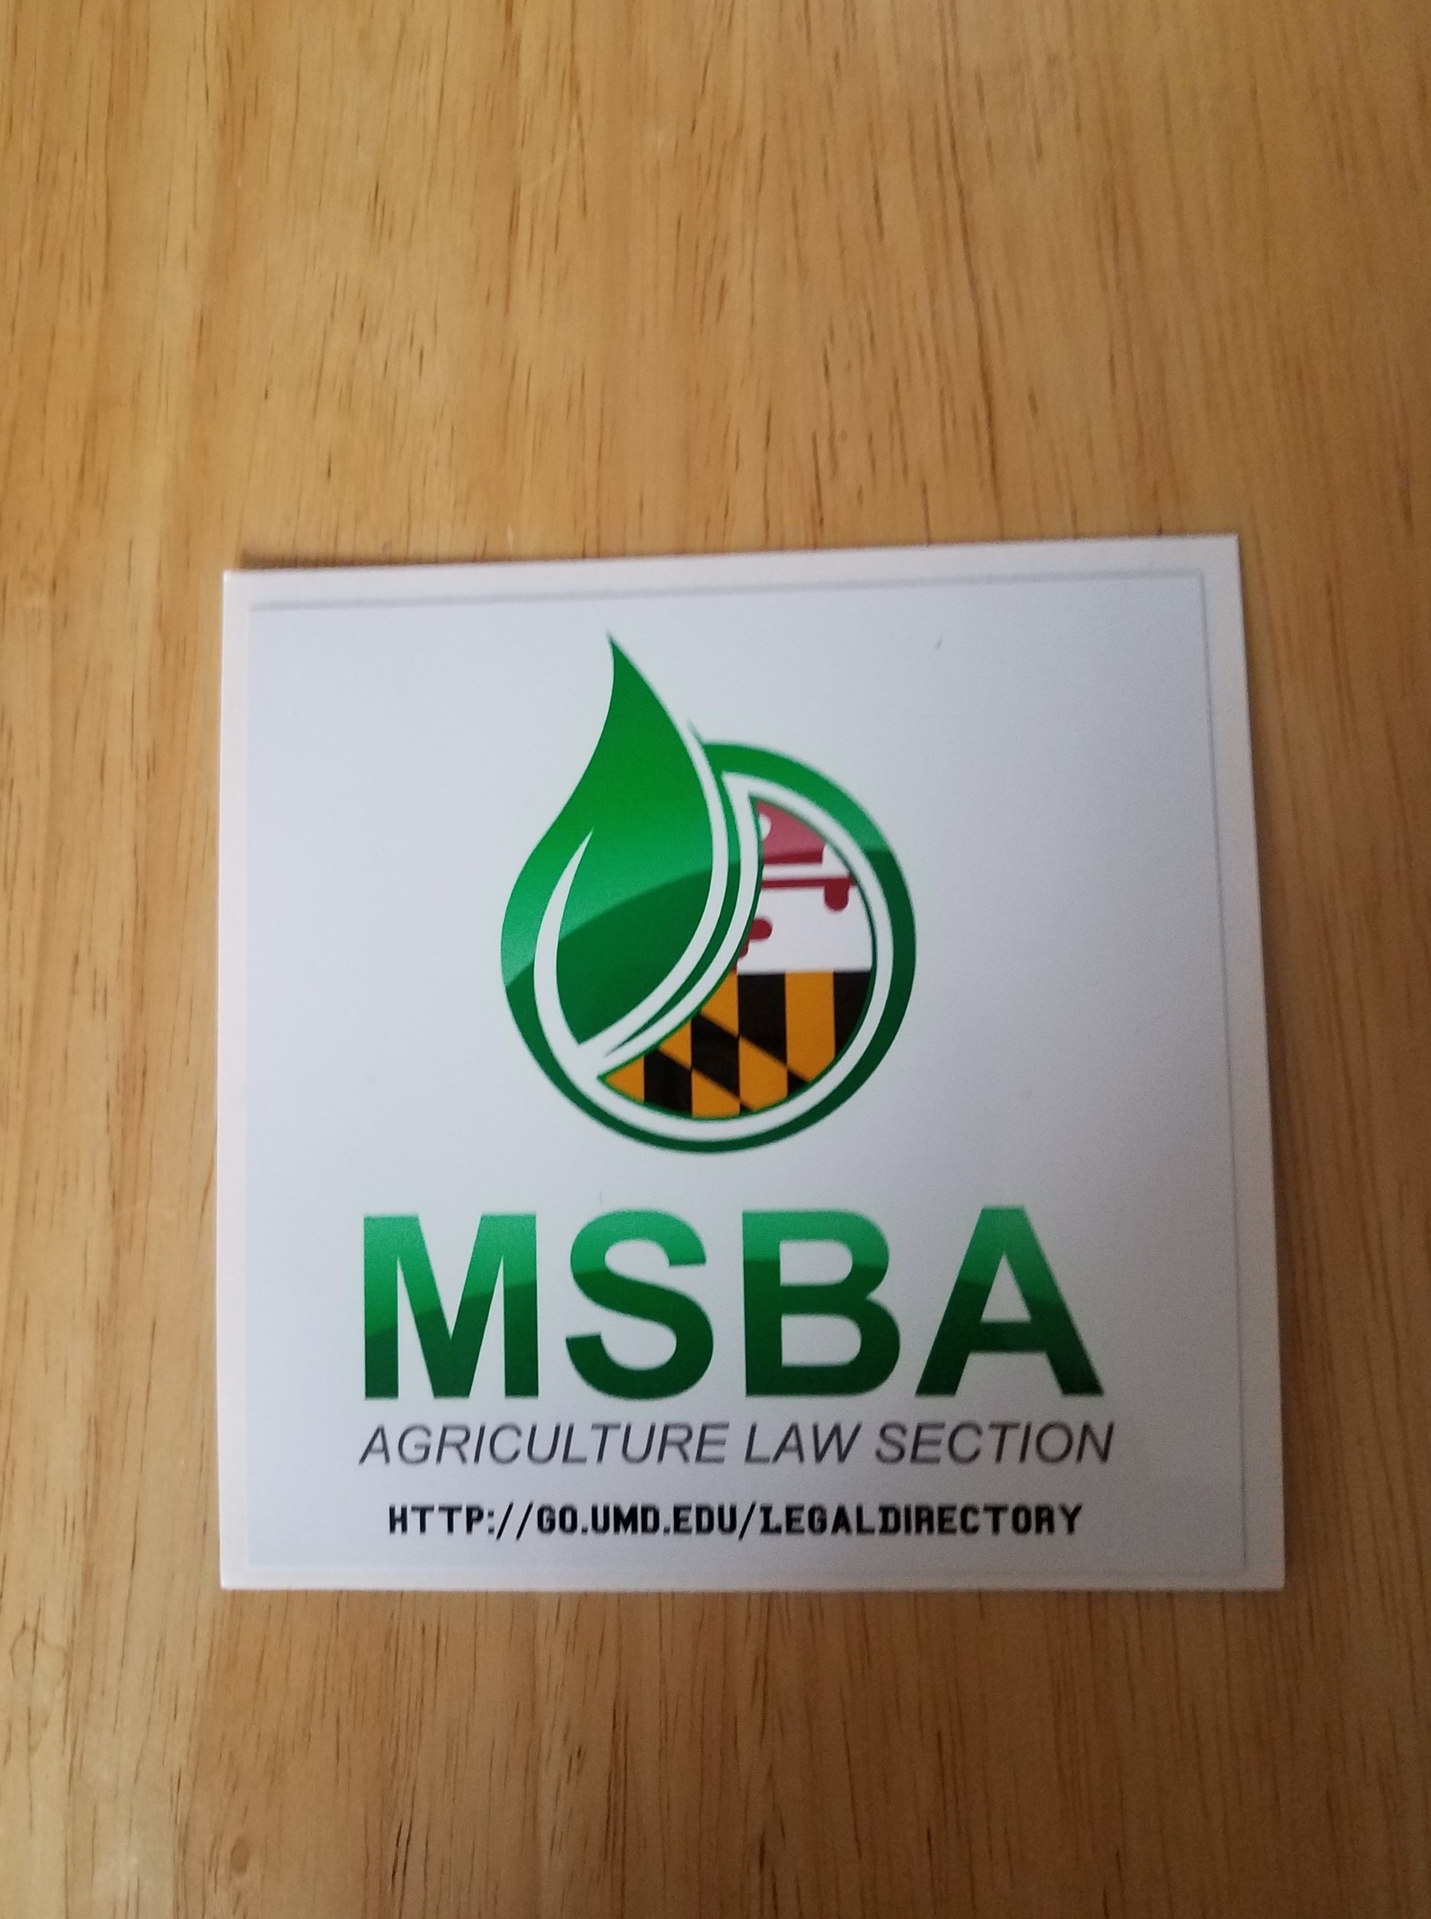 MSBA
AGRICULTURE LAW SECTION
HTTP://GO.UMD.EDU/LEGALDIRECTORY